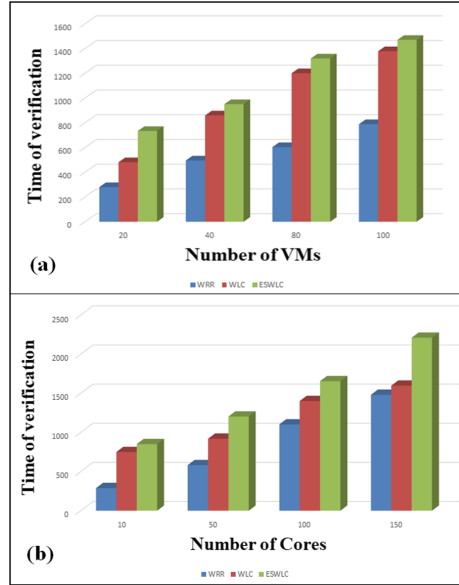 1600
1400
1200
1000
800
600
400
200
0
Time of verification
20 40 80 100
Number of VMs
(a)
WRR WLC ESWLC
2500
2000
1500
1000
500
0
Time of verification
10 50 100 150
Number of Cores
(b)
WRR WLC ESWLC